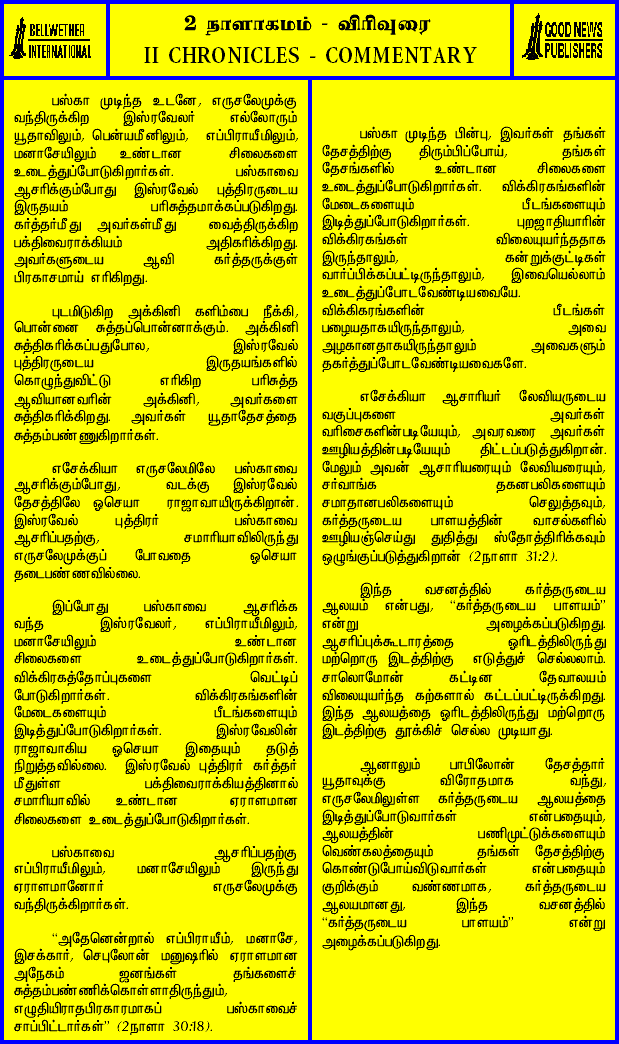 BELLWETHER
INTERNATIONAL
2 நாளாகமம் - விரிவுரை
II CHRONICLES - COMMENTARY
GOOD NEWS
PUBLISHERS
பஸ்கா முடிந்த உடனே, எருசலேமுக்கு
வந்திருக்கிற இஸ்ரவேலர் எல்லோரும்
யூதாவிலும், பென்யமீனிலும், எப்பிராயீமிலும்,
மனாசேயிலும் உண்டான சிலைகளை
உடைத்துப்போடுகிறார்கள். பஸ்காவை
ஆசரிக்கும்போது இஸ்ரவேல் புத்திரருடைய
இருதயம் பரிசுத்தமாக்கப்படுகிறது.
கர்த்தர்மீது அவர்கள்மீது வைத்திருக்கிற
பக்திவைராக்கியம் அதிகரிக்கிறது.
அவர்களுடைய ஆவி கர்த்தருக்குள்
பிரகாசமாய் எரிகிறது.
புடமிடுகிற அக்கினி களிம்பை நீக்கி,
பொன்னை சுத்தப்பொன்னாக்கும். அக்கினி
சுத்திகரிக்கப்பதுபோல, இஸ்ரவேல்
புத்திரருடைய இருதயங்களில்
கொழுந்துவிட்டு எரிகிற பரிசுத்த
ஆவியானவரின் அக்கினி, அவர்களை
சுத்திகரிக்கிறது. அவர்கள் யூதாதேசத்தை
சுத்தம்பண்ணுகிறார்கள்.
எசேக்கியா எருசலேமிலே பஸ்காவை
ஆசரிக்கும்போது, வடக்கு இஸ்ரவேல்
தேசத்திலே ஓசெயா ராஜாவாயிருக்கிறான்.
இஸ்ரவேல் புத்திரர் பஸ்காவை
ஆசரிப்பதற்கு, சமாரியாவிலிருந்து
எருசலேமுக்குப் போவதை ஓசெயா
தடைபண்ணவில்லை.
இப்போது பஸ்காவை ஆசரிக்க
வந்த இஸ்ரவேலர், எப்பிராயீமிலும்,
மனாசேயிலும் உண்டான
சிலைகளை உடைத்துப்போடுகிறார்கள்.
விக்கிரகத்தோப்புகளை வெட்டிப்
போடுகிறார்கள். விக்கிரகங்களின்
மேடைகளையும் பீடங்களையும்
இடித்துப்போடுகிறார்கள். இஸ்ரவேலின்
ராஜாவாகிய ஓசெயா இதையும் தடுத்து
நிறுத்தவில்லை. இஸ்ரவேல் புத்திரர் கர்த்தர்
மீதுள்ள பக்திவைராக்கியத்தினால்
சமாரியாவில் உண்டான ஏராளமான
சிலைகளை உடைத்துப்போடுகிறார்கள்.
பஸ்காவை ஆசரிப்பதற்கு
எப்பிராயீமிலும், மனாசேயிலும் இருந்து
ஏராளமானோர் எருசலேமுக்கு
வந்திருக்கிறார்கள்.
“அதேனென்றால் எப்பிராயீம், மனாசே,
இசக்கார், செபுலோன் மனுஷரில் ஏராளமான
அநேகம் ஜனங்கள் தங்களைச்
சுத்தம்பண்ணிக்கொள்ளாதிருந்தும்,
எழுதியிராதபிரகாரமாகப் பஸ்காவைச்
சாப்பிட்டார்கள்” (2நாளா 30:18).
பஸ்கா முடிந்த பின்பு, இவர்கள் தங்கள்
தேசத்திற்கு திரும்பிப்போய், தங்கள்
தேசங்களில் உண்டான சிலைகளை
உடைத்துப்போடுகிறார்கள். விக்கிரகங்களின்
மேடைகளையும் பீடங்களையும்
இடித்துப்போடுகிறார்கள். புறஜாதியாரின்
விக்கிரகங்கள் விலையுயர்ந்ததாக
இருந்தாலும், கன்றுக்குட்டிகள்
வார்ப்பிக்கப்பட்டிருந்தாலும், இவையெல்லாம்
உடைத்துப்போடவேண்டியவையே.
விக்கிரகங்களின் பீடங்கள்
பழையதாகயிருந்தாலும், அவை
அழகானதாகயிருந்தாலும் அவைகளும்
தகர்த்துப்போடவேண்டியவைகளே.
எசேக்கியா ஆசாரியர் லேவியருடைய
வகுப்புகளை அவர்கள்
வரிசைகளின்படியேயும், அவரவரை அவர்கள்
ஊழியத்தின்படியேயும் திட்டப்படுத்துகிறான்.
மேலும் அவன் ஆசாரியரையும் லேவியரையும்,
சர்வாங்க தகனபலிகளையும்
சமாதானபலிகளையும் செலுத்தவும்,
கர்த்தருடைய பாளயத்தின் வாசல்களில்
ஊழியஞ்செய்து துதித்து ஸ்தோத்திரிக்கவும்
ஒழுங்குப்படுத்துகிறான் (2நாளா 31:2).
இந்த வசனத்தில் கர்த்தருடைய
ஆலயம் என்பது, “கர்த்தருடைய பாளயம்”
என்று அழைக்கப்படுகிறது.
ஆசரிப்புக்கூடாரத்தை ஓரிடத்திலிருந்து
மற்றொரு இடத்திற்கு எடுத்துச் செல்லலாம்.
சாலொமோன் கட்டின தேவாலயம்
விலையுயர்ந்த கற்களால் கட்டப்பட்டிருக்கிறது.
இந்த ஆலயத்தை ஓரிடத்திலிருந்து மற்றொரு
இடத்திற்கு தூக்கிச் செல்ல முடியாது.
ஆனாலும் பாபிலோன் தேசத்தார்
யூதாவுக்கு விரோதமாக வந்து,
எருசலேமிலுள்ள கர்த்தருடைய ஆலயத்தை
இடித்துப்போடுவார்கள் என்பதையும்,
ஆலயத்தின் பணிமுட்டுக்களையும்
வெண்கலத்தையும் தங்கள் தேசத்திற்கு
கொண்டுபோய்விடுவார்கள் என்பதையும்
குறிக்கும் வண்ணமாக, கர்த்தருடைய
ஆலயமானது, இந்த வசனத்தில்
“கர்த்தருடைய பாளயம்” என்று
அழைக்கப்படுகிறது.